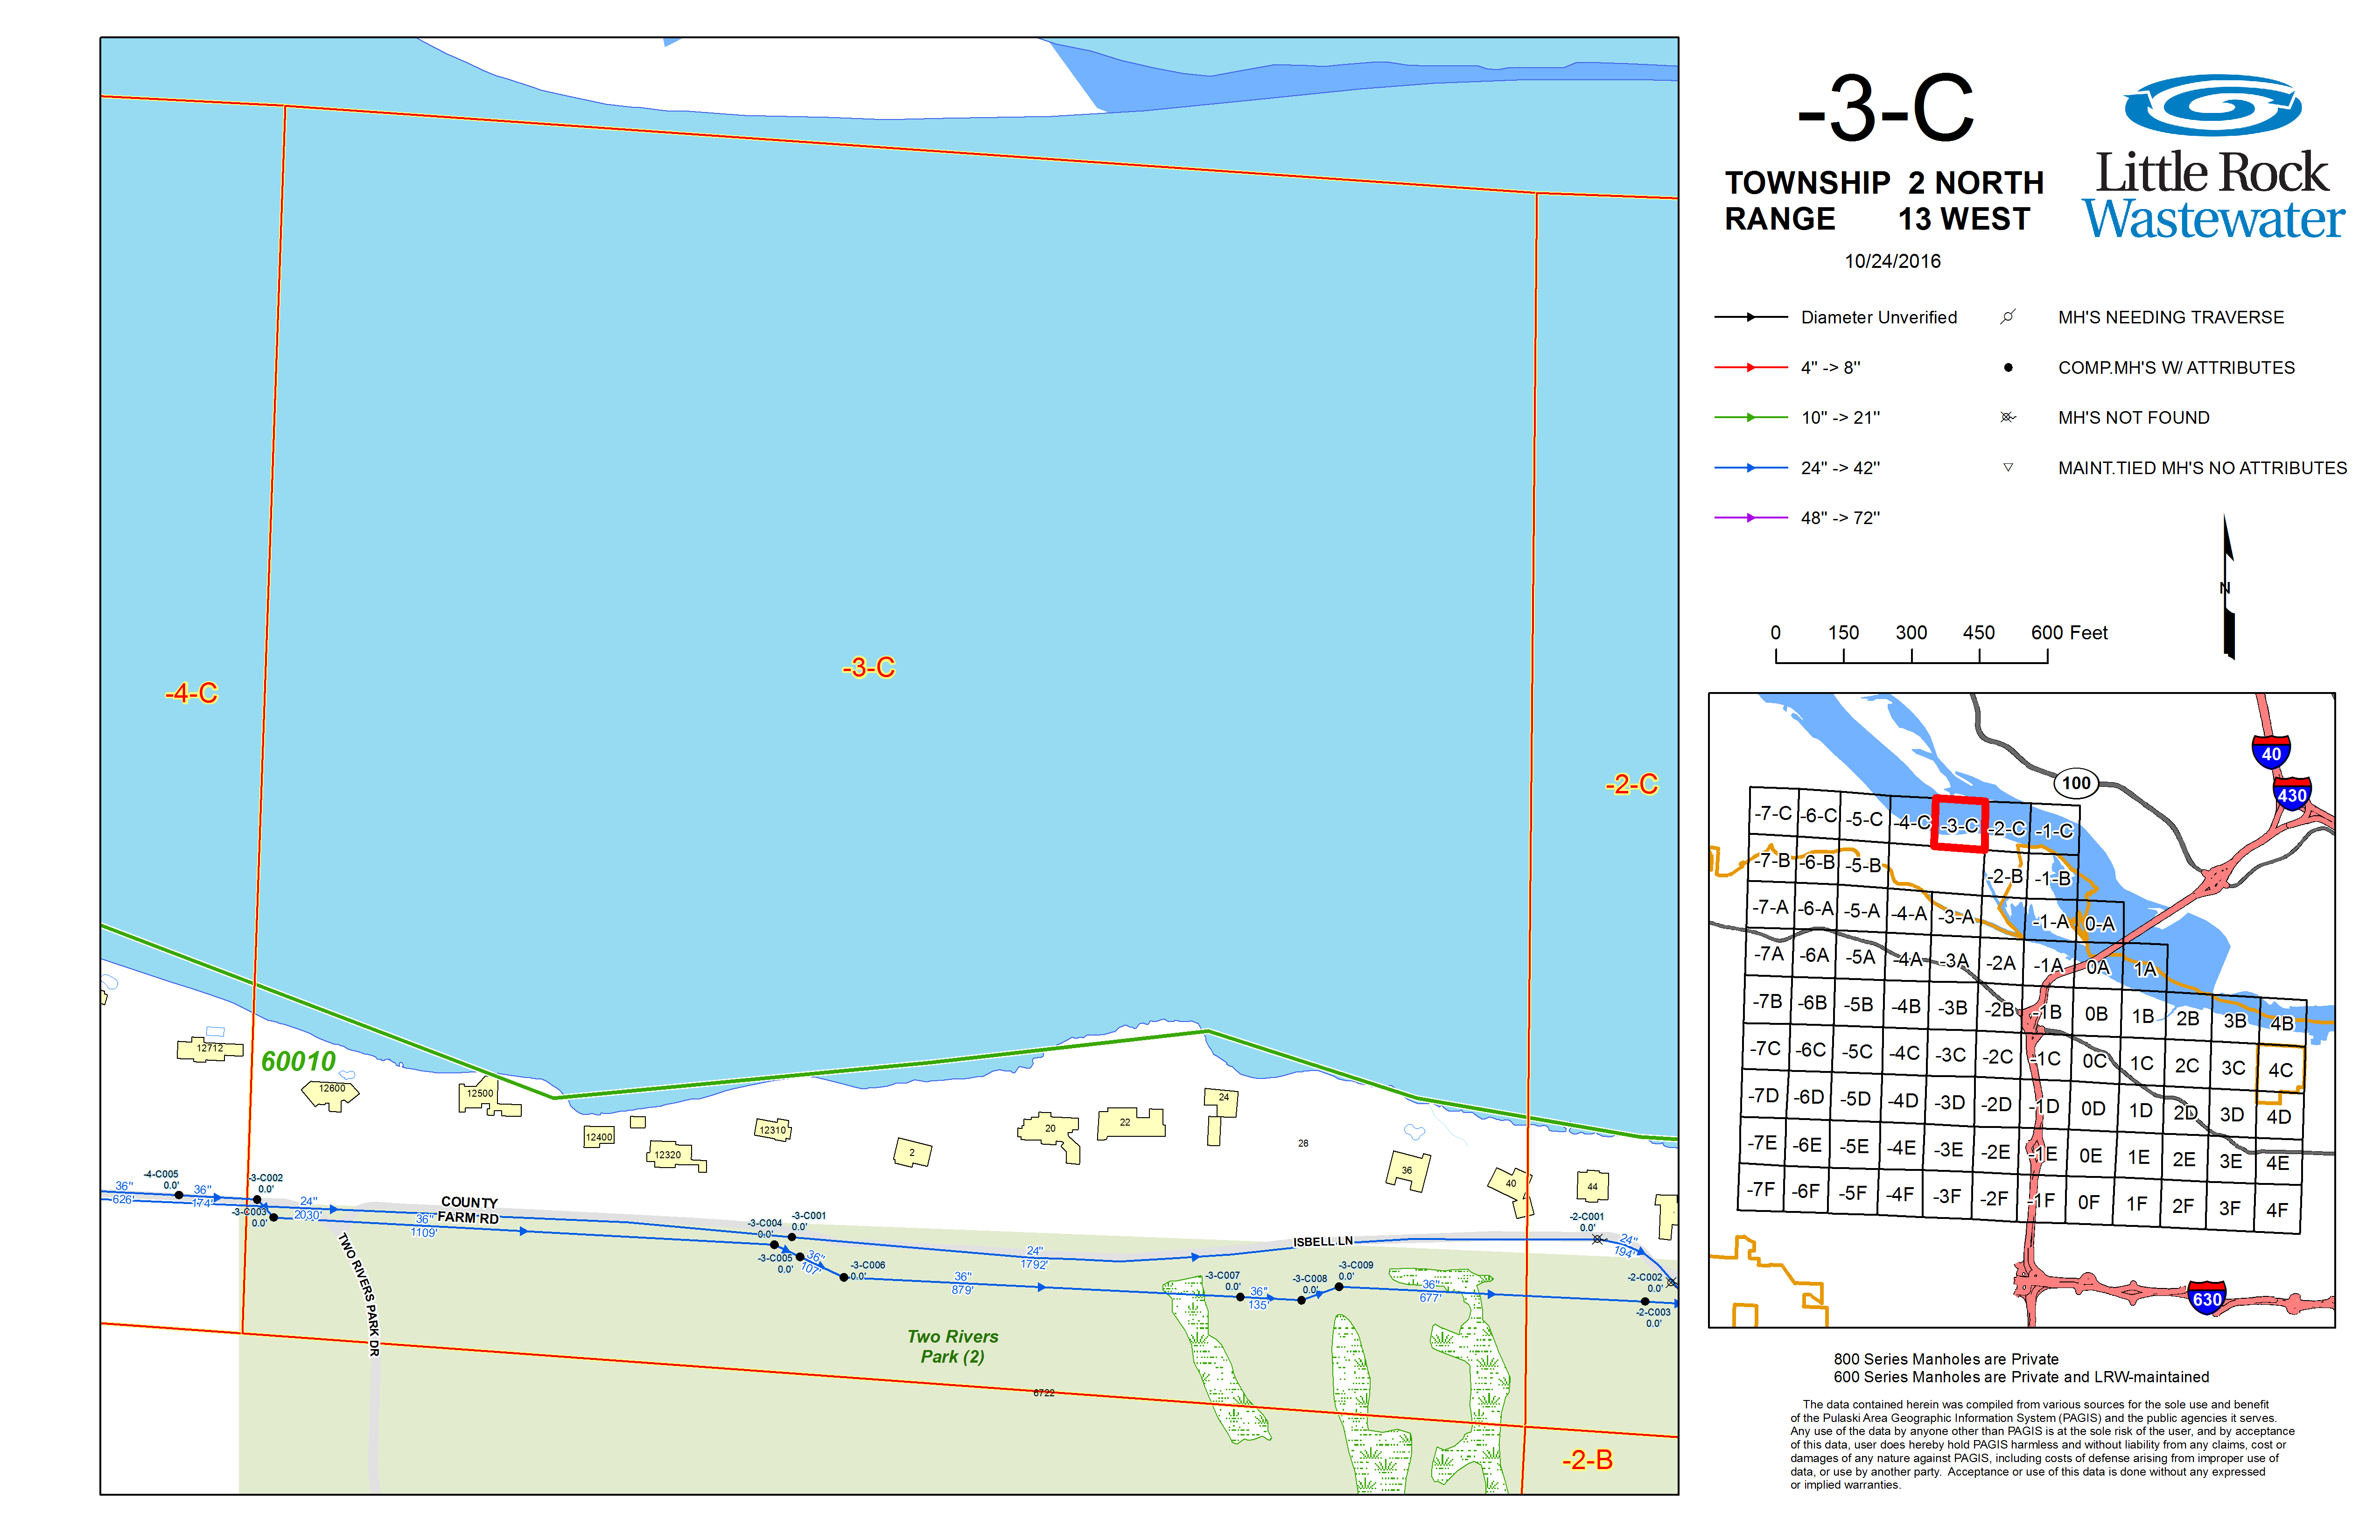 -3-C
TOWNSHIP 2 NORTH
RANGE 13 WEST
10/24/2016
Little Rock
Wastewater
Diameter Unverified
4" -> 8"
10" -> 21"
24" -> 42"
48" -> 72"
MH'S NEEDING TRAVERSE
COMP.MH'S W/ ATTRIBUTES
MH'S NOT FOUND
MAINT.TIED MH'S NO ATTRIBUTES
N
0 150 300 450 600 Feet
-4-C
-3-C
-2-C
60010
12712
12600
12500
12400
12320
12310
2
20
22
24
28
36
40
44
-4-C005
0.0'
36"
626'
36"
174'
-3-C002
0.0'
-3-C003
0.0'
24"
2030'
36"
1109'
COUNTY
FARM RD
TWO RIVERS PARK DR
-3-C004
0.0'
-3-C001
0.0'
-3-C005
0.0'
36"
107'
-3-C006
0.0'
24"
1792'
36"
879'
ISBELL LN
-3-C007
0.0'
36"
135'
-3-C008
0.0'
-3-C009
0.0'
36"
677'
-2-C001
0.0'
24"
194'
-2-C002
0.0'
-2-C003
0.0'
Two Rivers
Park (2)
6722
-2-B
40
430
100
630
-7-C -6-C -5-C -4-C -3-C -2-C -1-C
-7-B -6-B -5-B -2-B -1-B
-7-A -6-A -5-A -4-A -3-A -1-A 0-A
-7A -6A -5A -4A -3A -2A -1A 0A 1A
-7B -6B -5B -4B -3B -2B -1B 0B 1B 2B 3B 4B
-7C -6C -5C -4C -3C -2C -1C 0C 1C 2C 3C 4C
-7D -6D -5D -4D -3D -2D -1D 0D 1D 2D 3D 4D
-7E -6E -5E -4E -3E -2E -1E 0E 1E 2E 3E 4E
-7F -6F -5F -4F -3F -2F -1F 0F 1F 2F 3F 4F
800 Series Manholes are Private
600 Series Manholes are Private and LRW-maintained
The data contained herein was compiled from various sources for the sole use and benefit
of the Pulaski Area Geographic Information System (PAGIS) and the public agencies it serves.
Any use of the data by anyone other than PAGIS is at the sole risk of the user, and by acceptance
of this data, user does hereby hold PAGIS harmless and without liability from any claims, cost or
damages of any nature against PAGIS, including costs of defense arising from improper use of
data, or use by another party. Acceptance or use of this data is done without any expressed
or implied warranties.